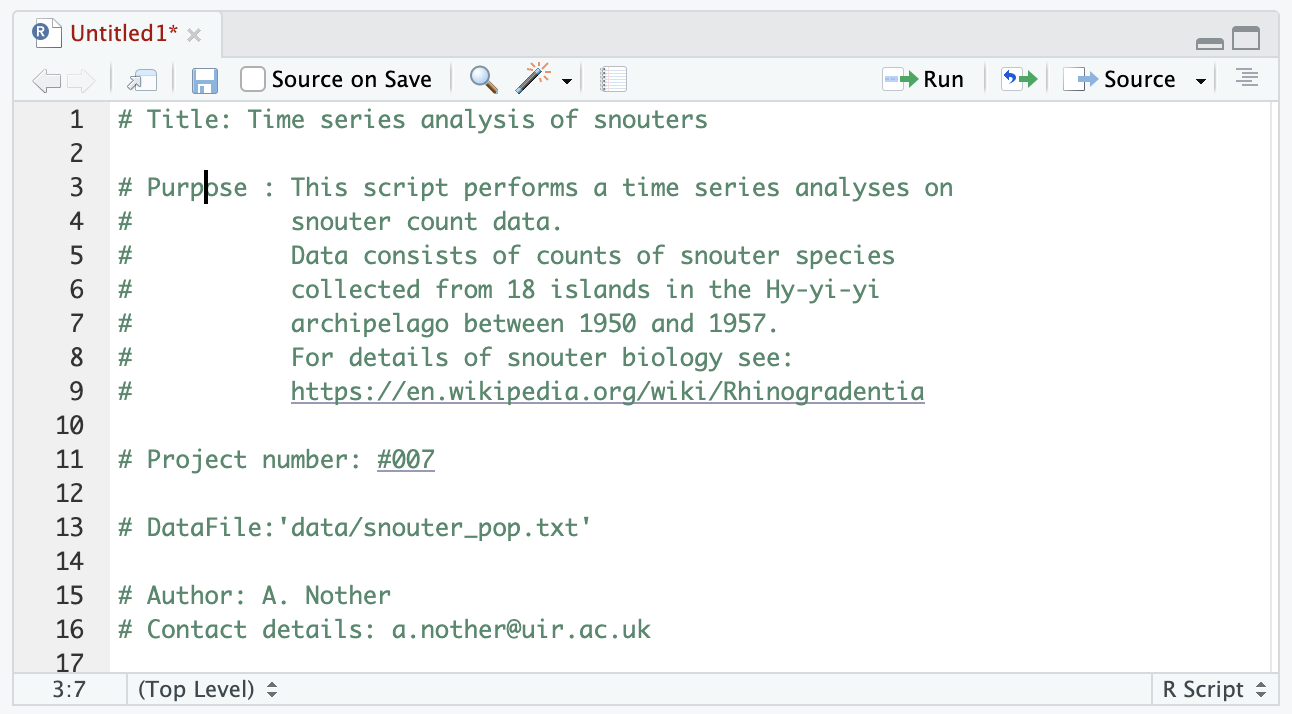 R Untitled1*
Source on Save Run Source
1 # Title: Time series analysis of snouters
2
3 # Purpose : This script performs a time series analyses on
4 #           snouter count data.
5 #           Data consists of counts of snouter species
6 #           collected from 18 islands in the Hy-yi-yi
7 #           archipelago between 1950 and 1957.
8 #           For details of snouter biology see:
9 #           https://en.wikipedia.org/wiki/Rhinogradentia
10
11 # Project number: #007
12
13 # DataFile:'data/snouter_pop.txt'
14
15 # Author: A. Nother
16 # Contact details: a.nother@uir.ac.uk
17
3:7 (Top Level) R Script